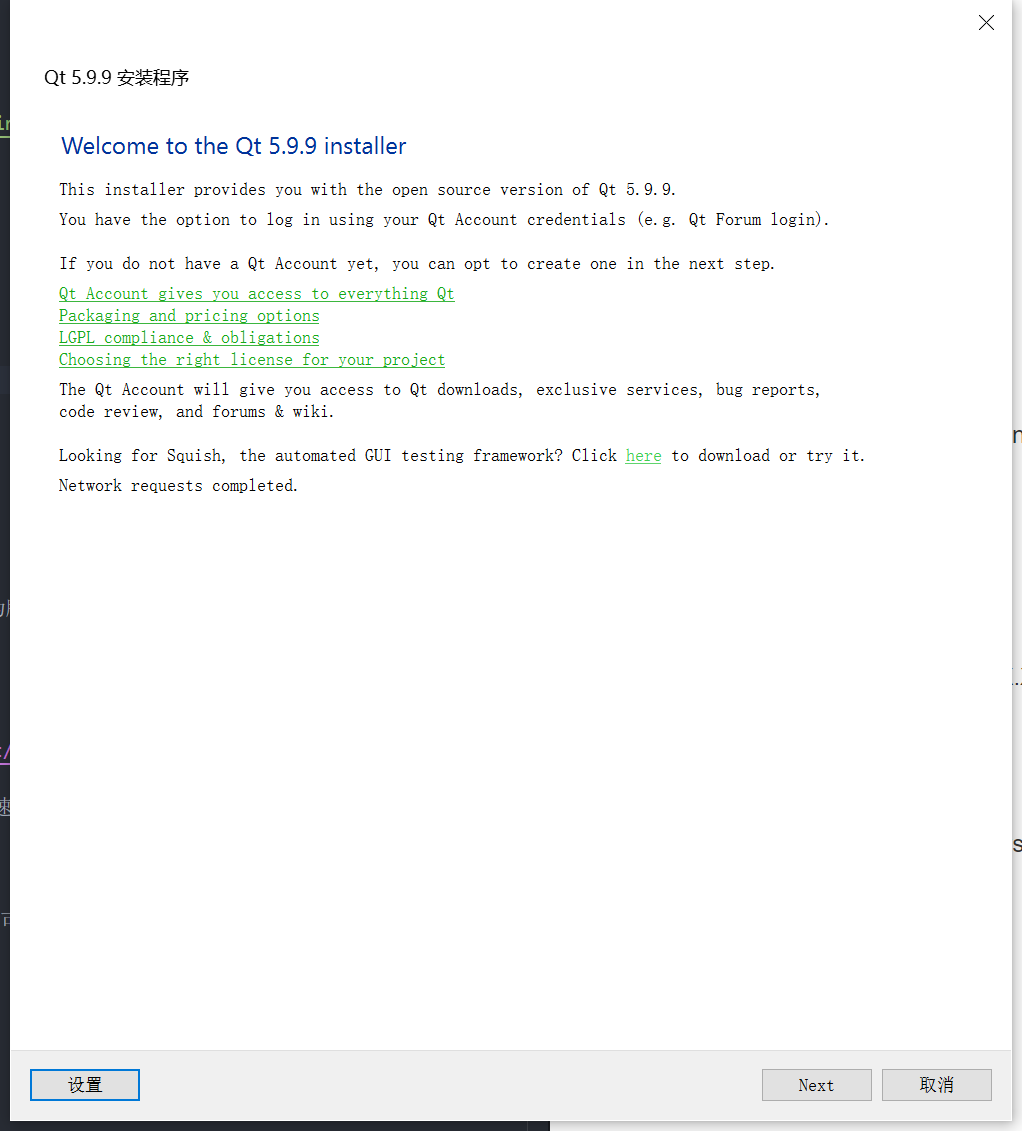 Qt 5.9.9 安装程序
Welcome to the Qt 5.9.9 installer
This installer provides you with the open source version of Qt 5.9.9.
You have the option to log in using your Qt Account credentials (e.g. Qt Forum login).
If you do not have a Qt Account yet, you can opt to create one in the next step.
Qt Account gives you access to everything Qt
Packaging and pricing options
LGPL compliance & obligations
Choosing the right license for your project
The Qt Account will give you access to Qt downloads, exclusive services, bug reports,
code review, and forums & wiki.
Looking for Squish, the automated GUI testing framework? Click here to download or try it.
Network requests completed.
设置 Next 取消